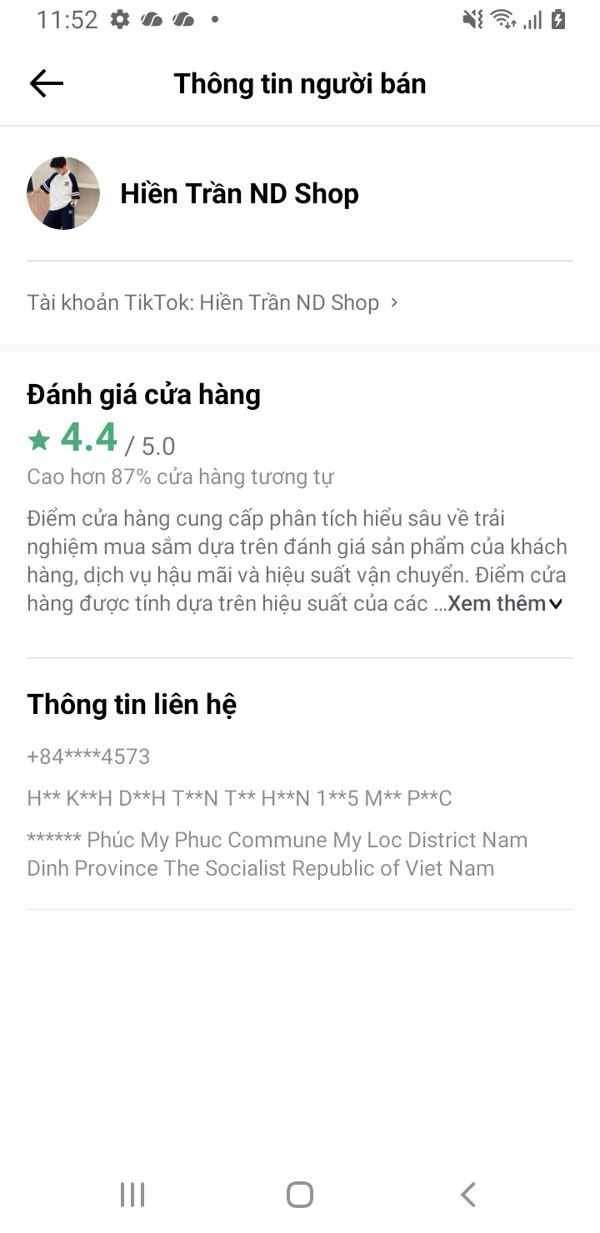 11:52
Thông tin người bán
Hiền Trần ND Shop
Tài khoản TikTok: Hiền Trần ND Shop >
Đánh giá cửa hàng
4.4 / 5.0
Cao hơn 87% cửa hàng tương tự
Điểm cửa hàng cung cấp phân tích hiểu sâu về trải
nghiệm mua sắm dựa trên đánh giá sản phẩm của khách
hàng, dịch vụ hậu mãi và hiệu suất vận chuyển. Điểm cửa
hàng được tính dựa trên hiệu suất của các ...Xem thêm
Thông tin liên hệ
+84****4573
H** K**H D**H T**N T** H**N 1**5 M** P**C
****** Phúc My Phuc Commune My Loc District Nam
Dinh Province The Socialist Republic of Viet Nam